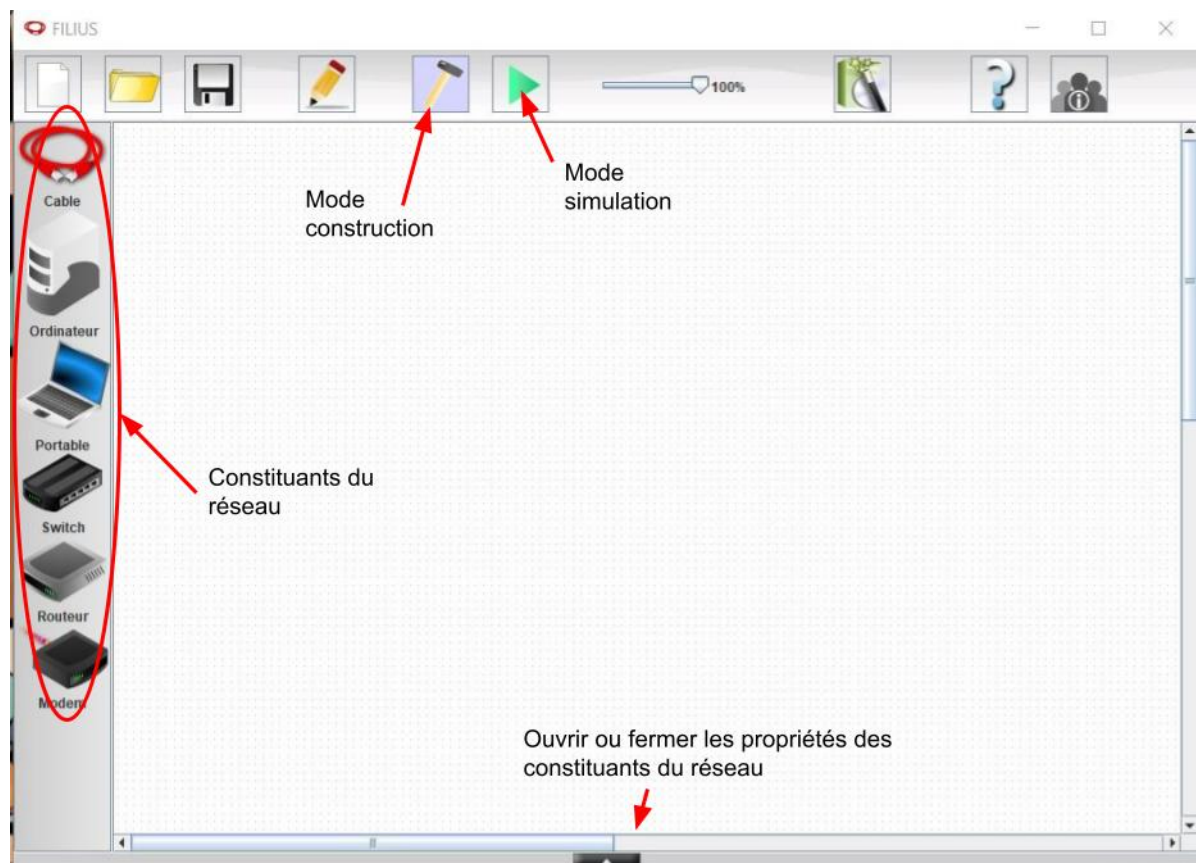 FILIUS
100%
Mode
construction
Mode
simulation
Cable
Ordinateur
Portable
Switch
Routeur
Modem
Constituants du
réseau
Ouvrir ou fermer les propriétés des
constituants du réseau